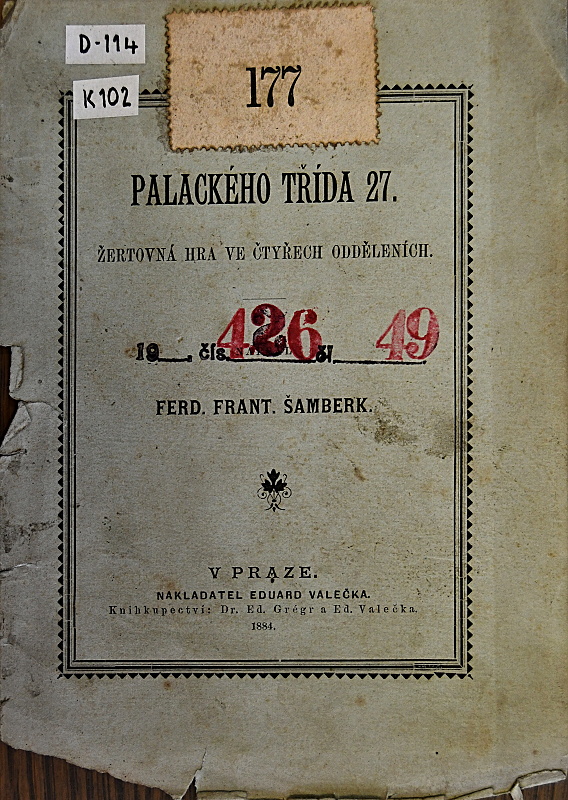 D-114
K102
177
PALACKÉHO TŘÍDA 27.
ŽERTOVNÁ HRA VE ČTYŘECH ODDĚLENÍCH.
19 . čís. 426 49
FERD. FRANT. ŠAMBERK.
V PRAZE.
NAKLADATEL EDUARD VALEČKA.
Knihkupectví: Dr. Ed. Grégr a Ed. Valečka.
1884.